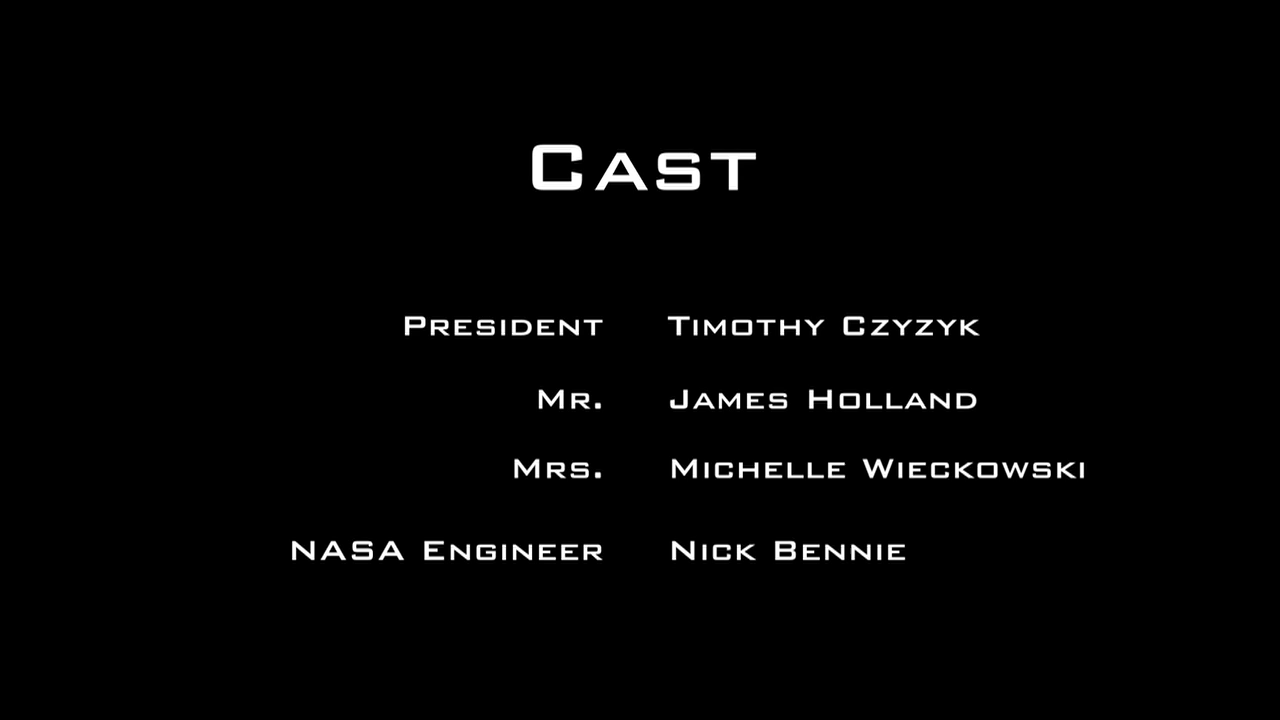 Cast
President Timothy Czyzyk
Mr. James Holland
Mrs. Michelle Wieckowski
NASA Engineer Nick Bennie